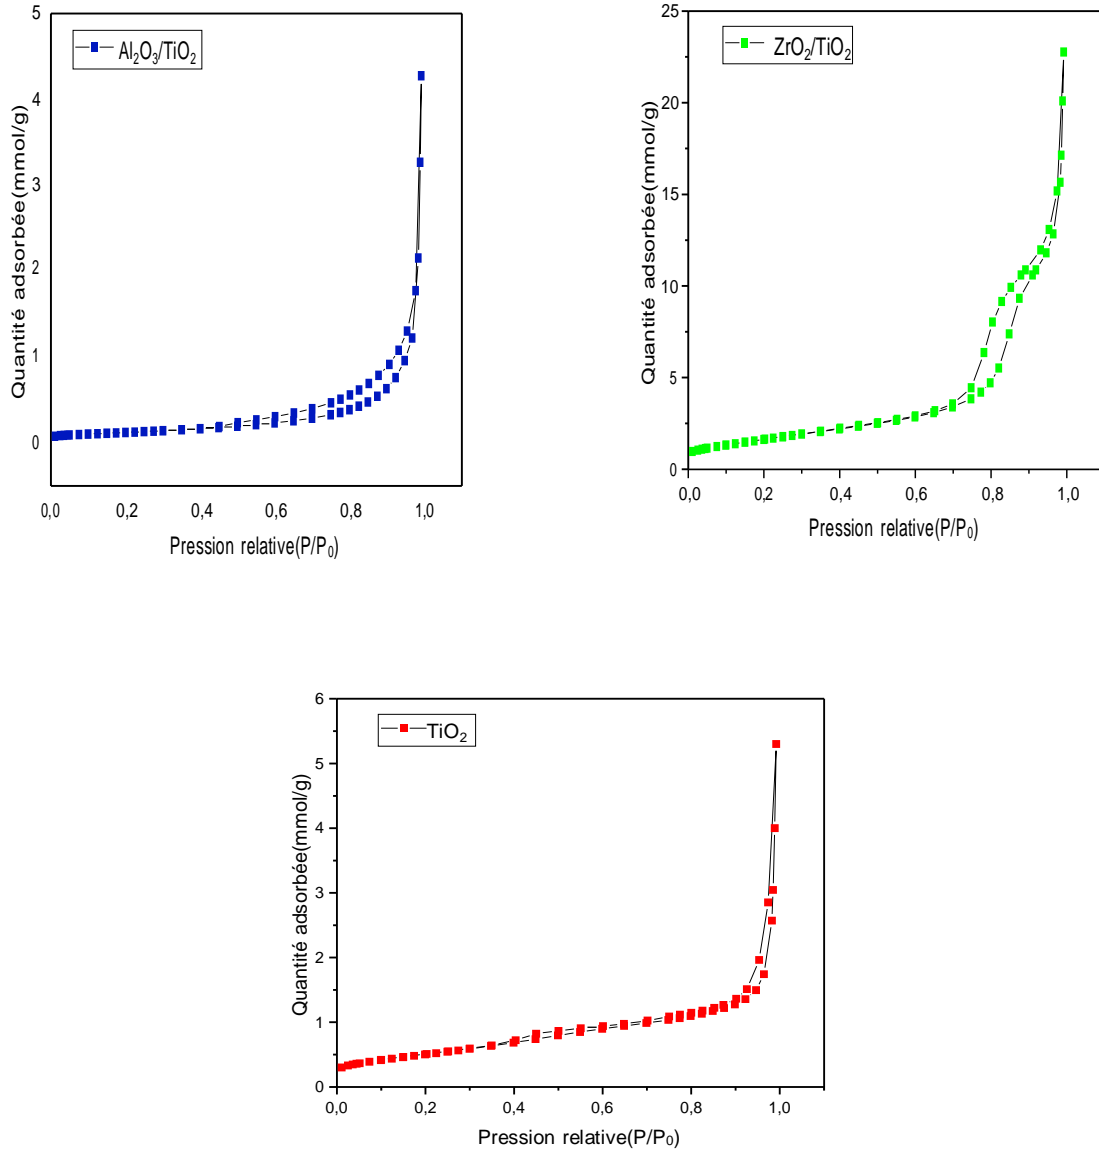 Al₂O₃/TiO₂
Quantité adsorbée(mmol/g)
5
4
3
2
1
0
0,0 0,2 0,4 0,6 0,8 1,0
Pression relative(P/P₀)
ZrO₂/TiO₂
Quantité adsorbée(mmol/g)
25
20
15
10
5
0
0,0 0,2 0,4 0,6 0,8 1,0
Pression relative(P/P₀)
TiO₂
Quantité adsorbée(mmol/g)
6
5
4
3
2
1
0
0,0 0,2 0,4 0,6 0,8 1,0
Pression relative(P/P₀)